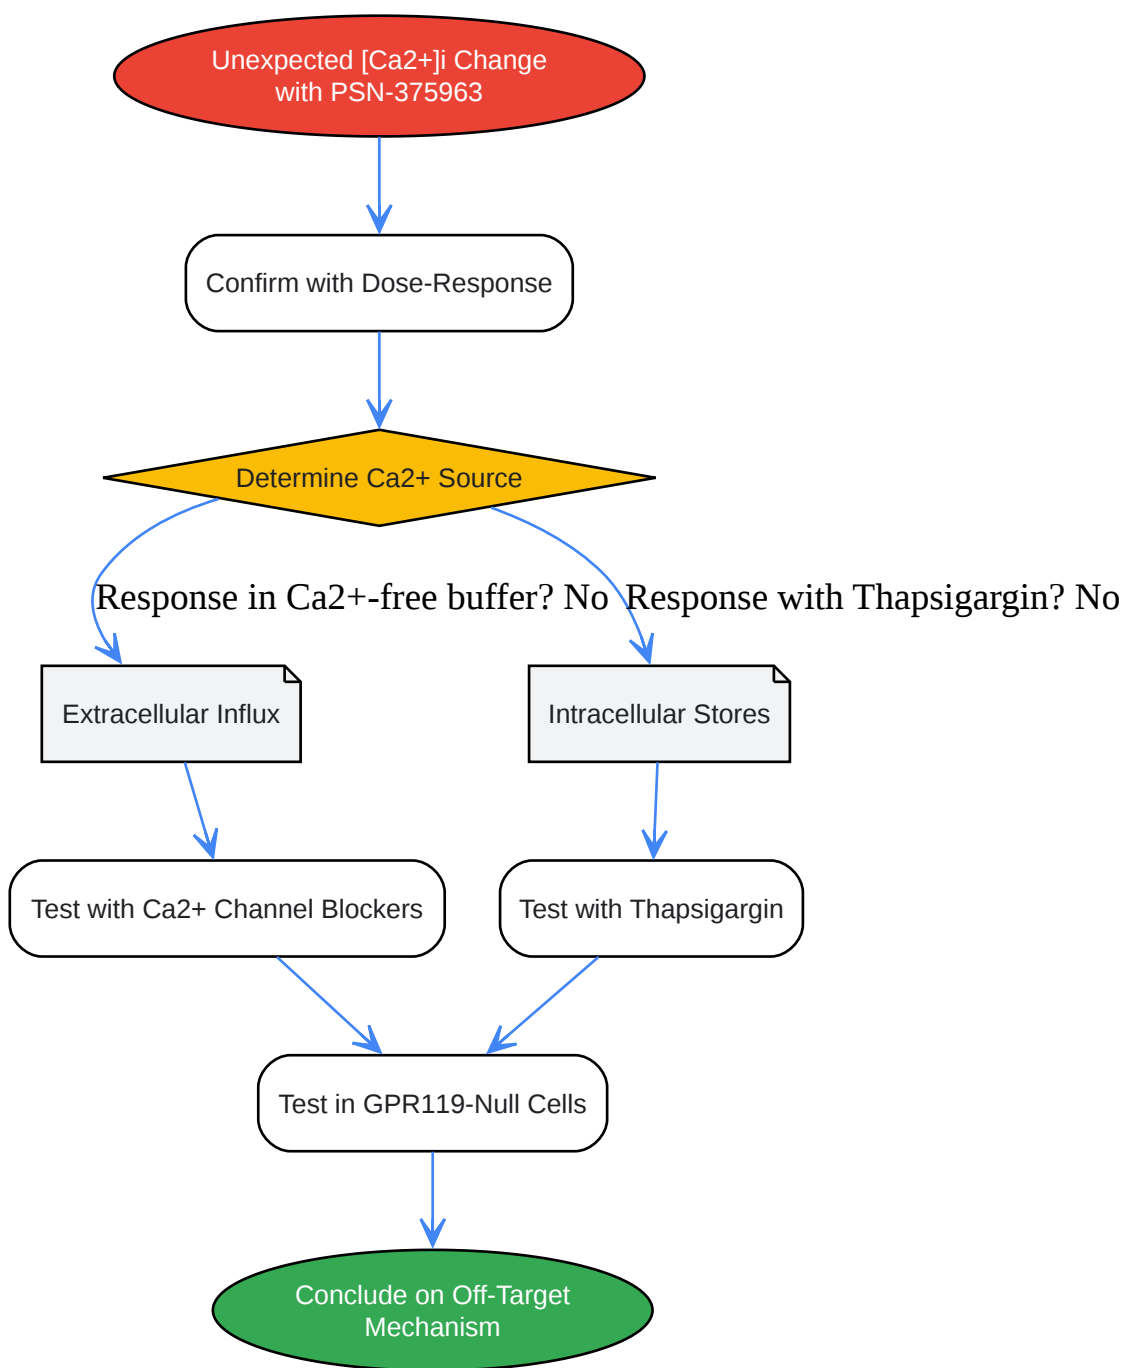 Unexpected [Ca2+]i Change
with PSN-375963
Confirm with Dose-Response
Determine Ca2+ Source
Response in Ca2+-free buffer? No
Response with Thapsigargin? No
Extracellular Influx
Intracellular Stores
Test with Ca2+ Channel Blockers
Test with Thapsigargin
Test in GPR119-Null Cells
Conclude on Off-Target
Mechanism